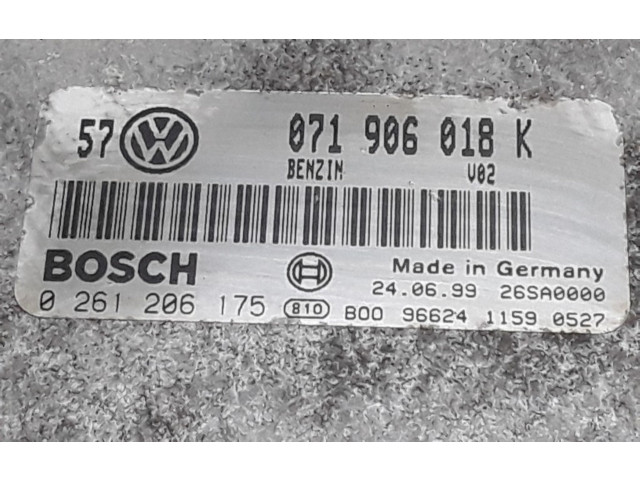 57 VW 071 906 018 K
BENZIN V02
BOSCH Made in Germany
24.06.99 26SA0000
0 261 206 175 810 B00 96624 1159 0527